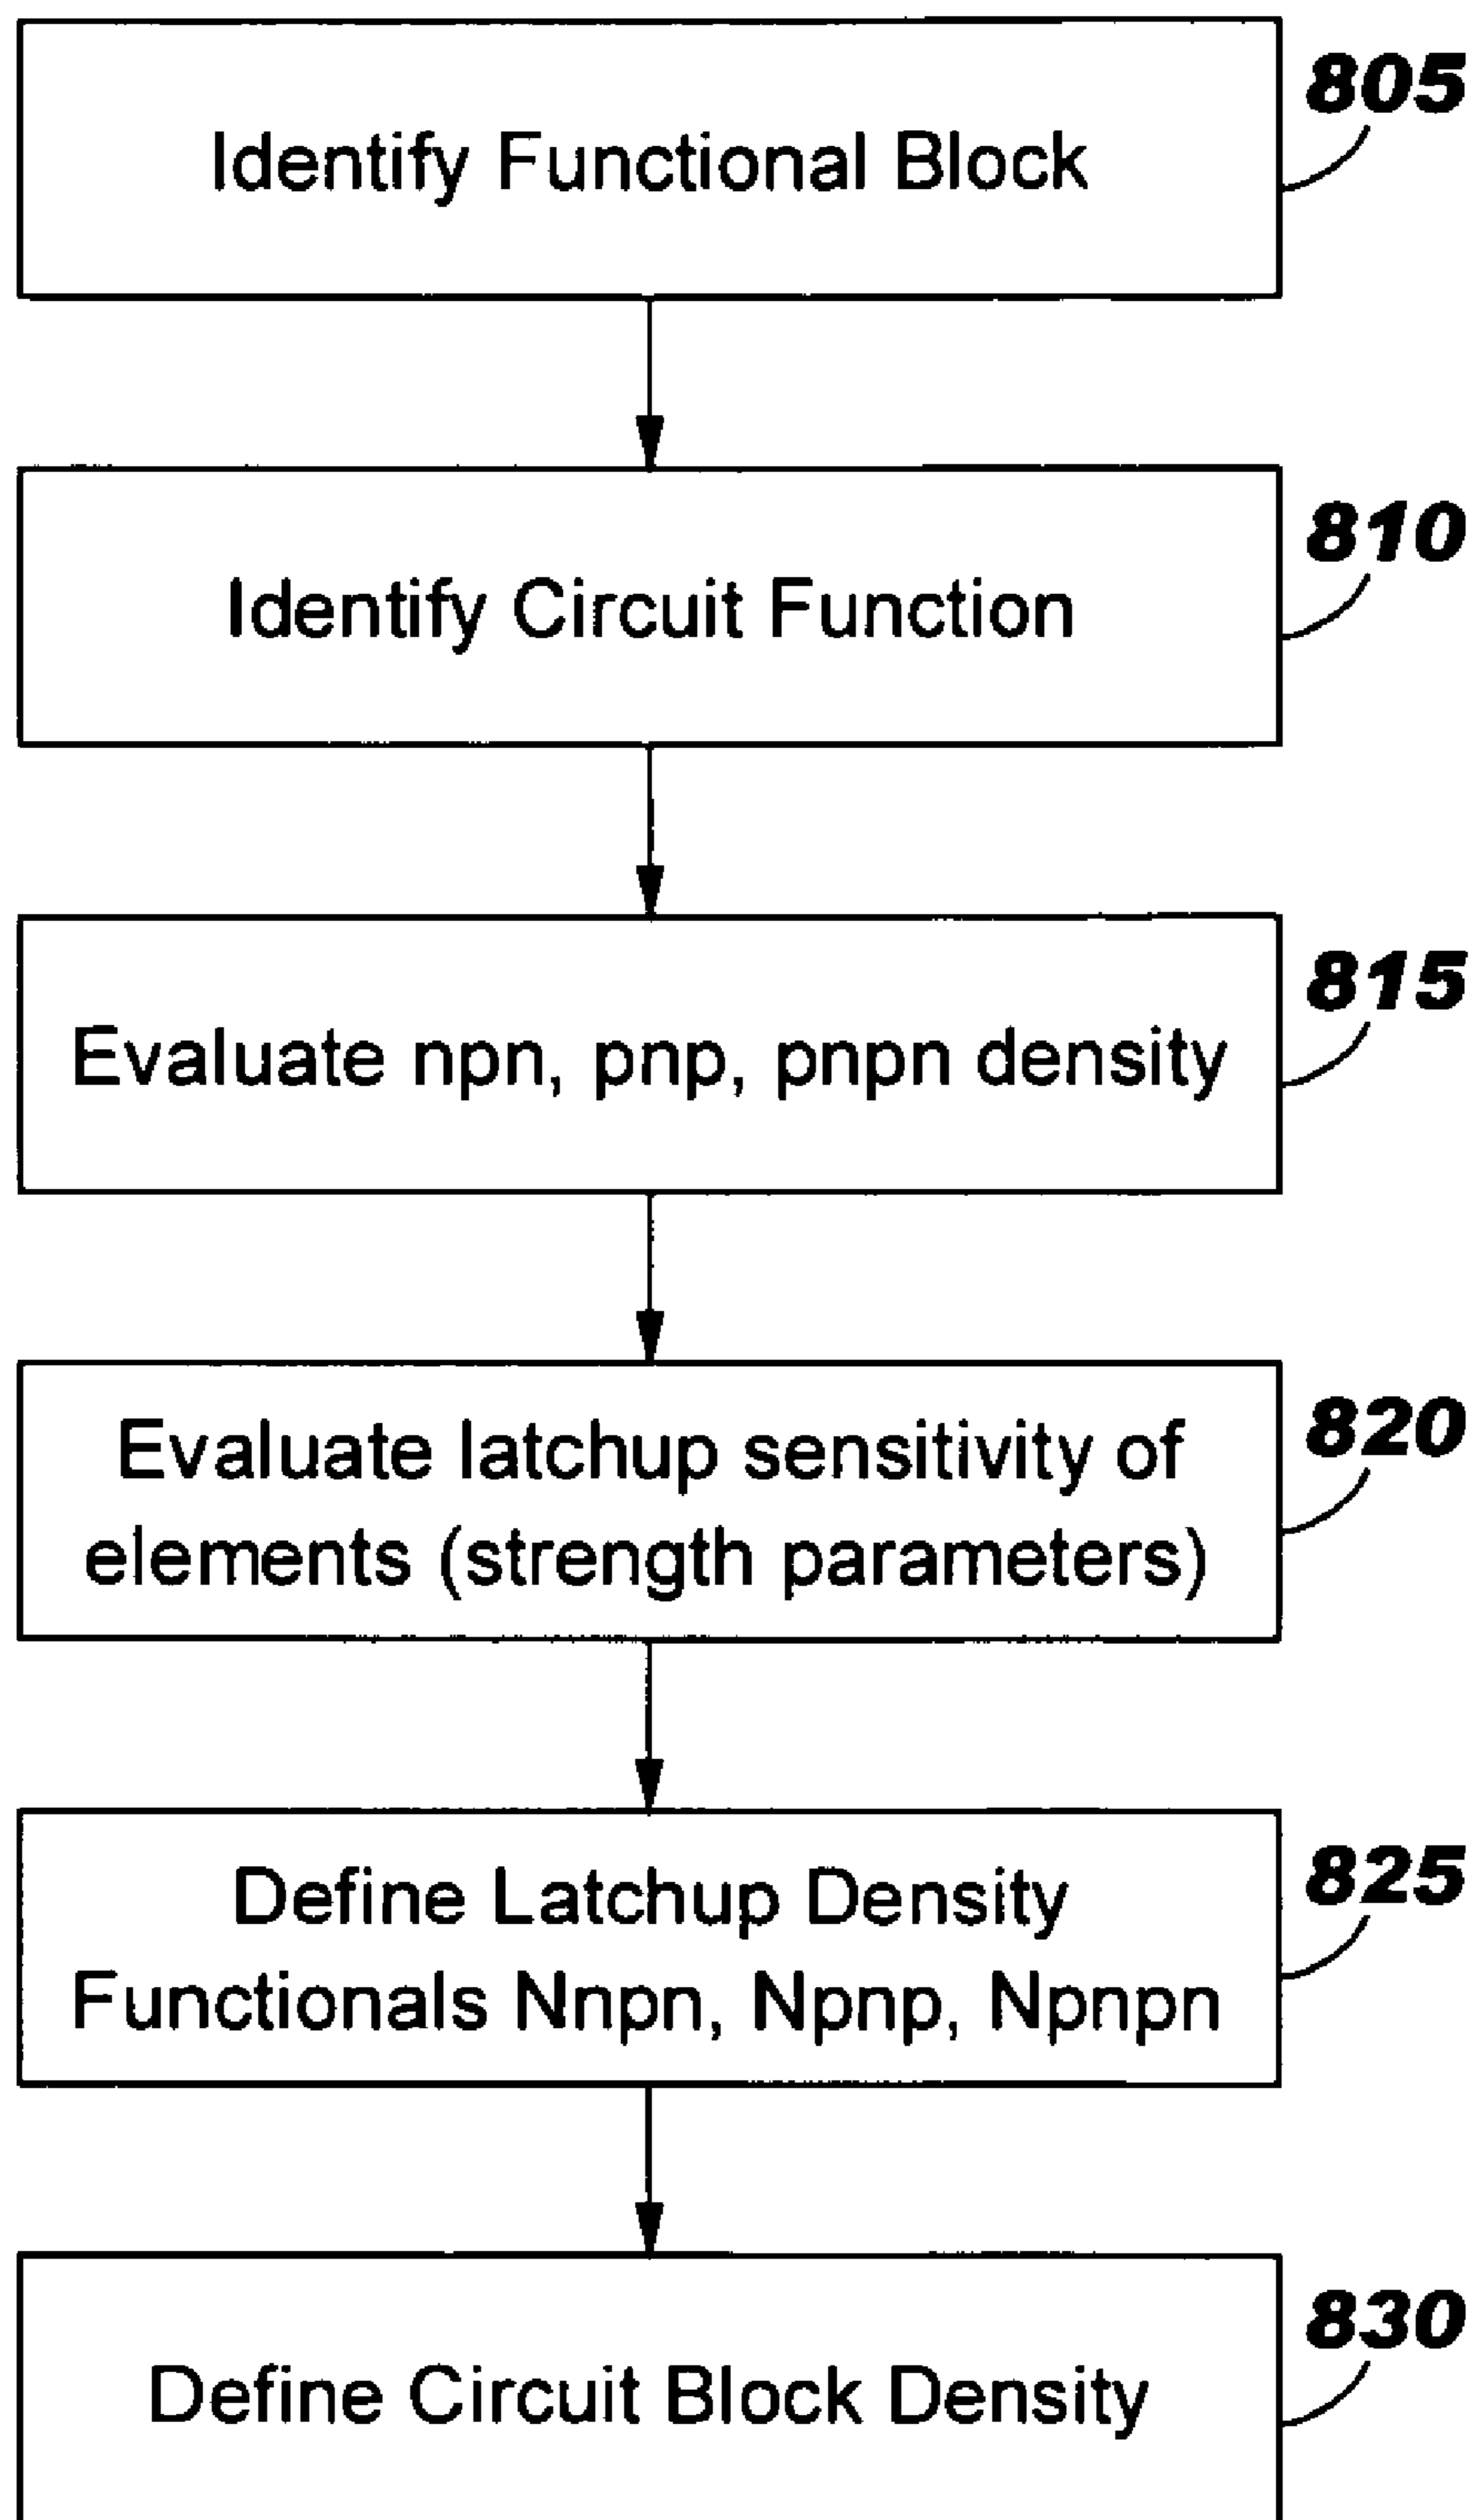 805
Identify Functional Block
810
Identify Circuit Function
815
Evaluate npn, pnp, pnpn density
820
Evaluate latchup sensitivity of
elements (strength parameters)
825
Define Latchup Density
Functionals Nnpn, Npnp, Npnpn
830
Define Circuit Block Density